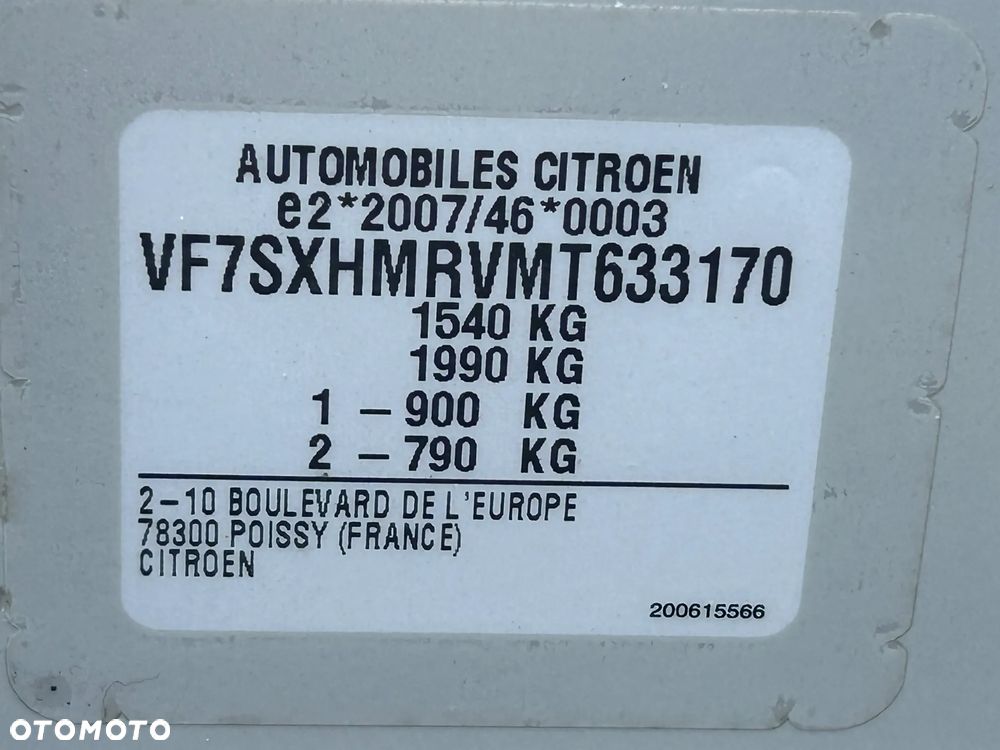 AUTOMOBILES CITROEN
e2*2007/46*0003
VF7SXHMRVMT633170
1540 KG
1990 KG
1 - 900 KG
2 - 790 KG
2-10 BOULEVARD DE L'EUROPE
78300 POISSY (FRANCE)
CITROEN
200615566
OTOMOTO